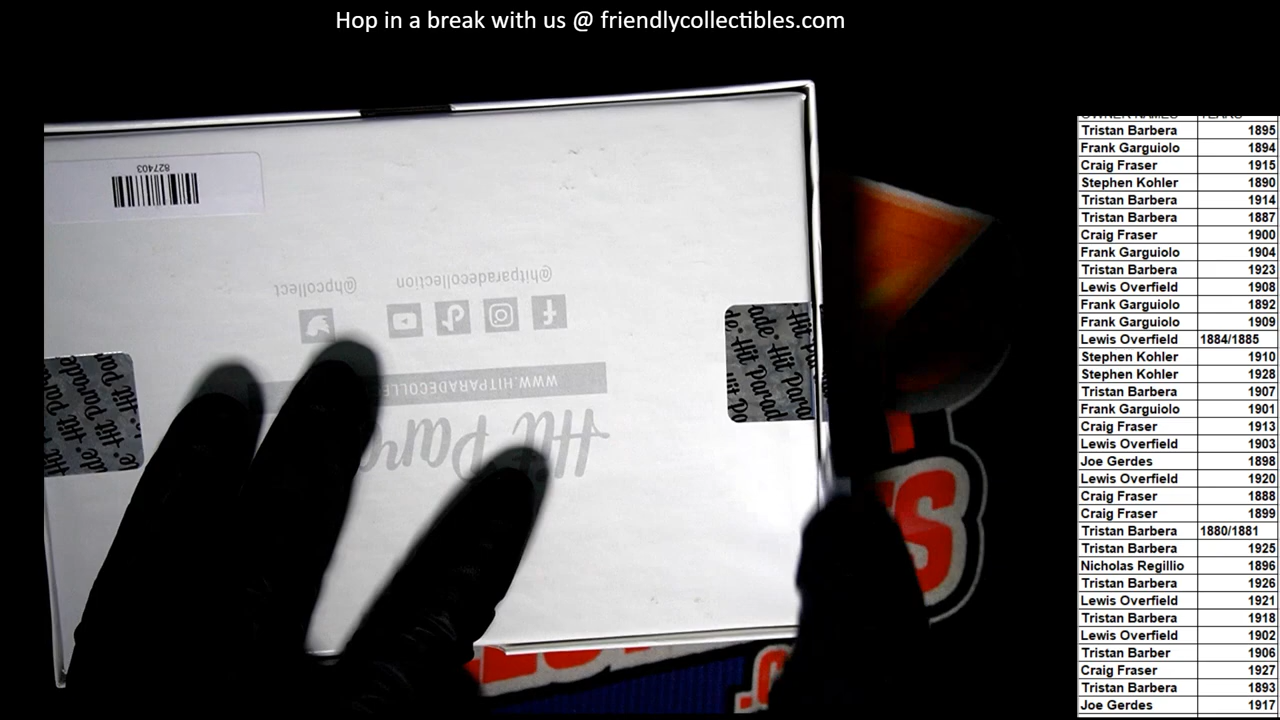 Hop in a break with us @ friendlycollectibles.com
OWNER NAMES YEARS
Tristan Barbera 1895
Frank Garguiolo 1894
Craig Fraser 1915
Stephen Kohler 1890
Tristan Barbera 1914
Tristan Barbera 1887
Craig Fraser 1900
Frank Garguiolo 1904
Tristan Barbera 1923
Lewis Overfield 1908
Frank Garguiolo 1892
Frank Garguiolo 1909
Lewis Overfield 1884/1885
Stephen Kohler 1910
Stephen Kohler 1928
Tristan Barbera 1907
Frank Garguiolo 1901
Craig Fraser 1913
Lewis Overfield 1903
Joe Gerdes 1898
Lewis Overfield 1920
Craig Fraser 1888
Craig Fraser 1899
Tristan Barbera 1880/1881
Tristan Barbera 1925
Nicholas Regillio 1896
Tristan Barbera 1926
Lewis Overfield 1921
Tristan Barbera 1918
Lewis Overfield 1902
Tristan Barber 1906
Craig Fraser 1927
Tristan Barbera 1893
Joe Gerdes 1917
827403
@hitparadecollection @hpcollect
WWW.HITPARADECOLLE
Hit Para
Hit Parade